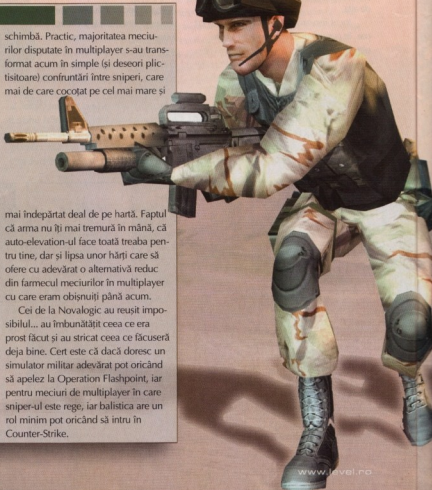 schimbă. Practic, majoritatea meciu-
rilor disputate în multiplayer s-au trans-
format acum în simple (și deseori plic-
tisitoare) confruntări între sniperi, care
mai de care cocoțat pe cel mai mare și
mai îndepărtat deal de pe hartă. Faptul
că arma nu îți mai tremură în mână, că
auto-elevation-ul face toată treaba pen-
tru tine, dar și lipsa unor hărți care să
ofere cu adevărat o alternativă reduc
din farmecul meciurilor în multiplayer
cu care eram obișnuiți până acum.
Cei de la Novalogic au reușit impo-
sibilul... au îmbunătățit ceea ce era
prost făcut și au stricat ceea ce făcuseră
deja bine. Cert este că dacă doresc un
simulator militar adevărat pot oricând
să apelez la Operation Flashpoint, iar
pentru meciuri de multiplayer în care
sniper-ul este rege, iar balistica are un
rol minim pot oricând să intru în
Counter-Strike.
www.level.ro